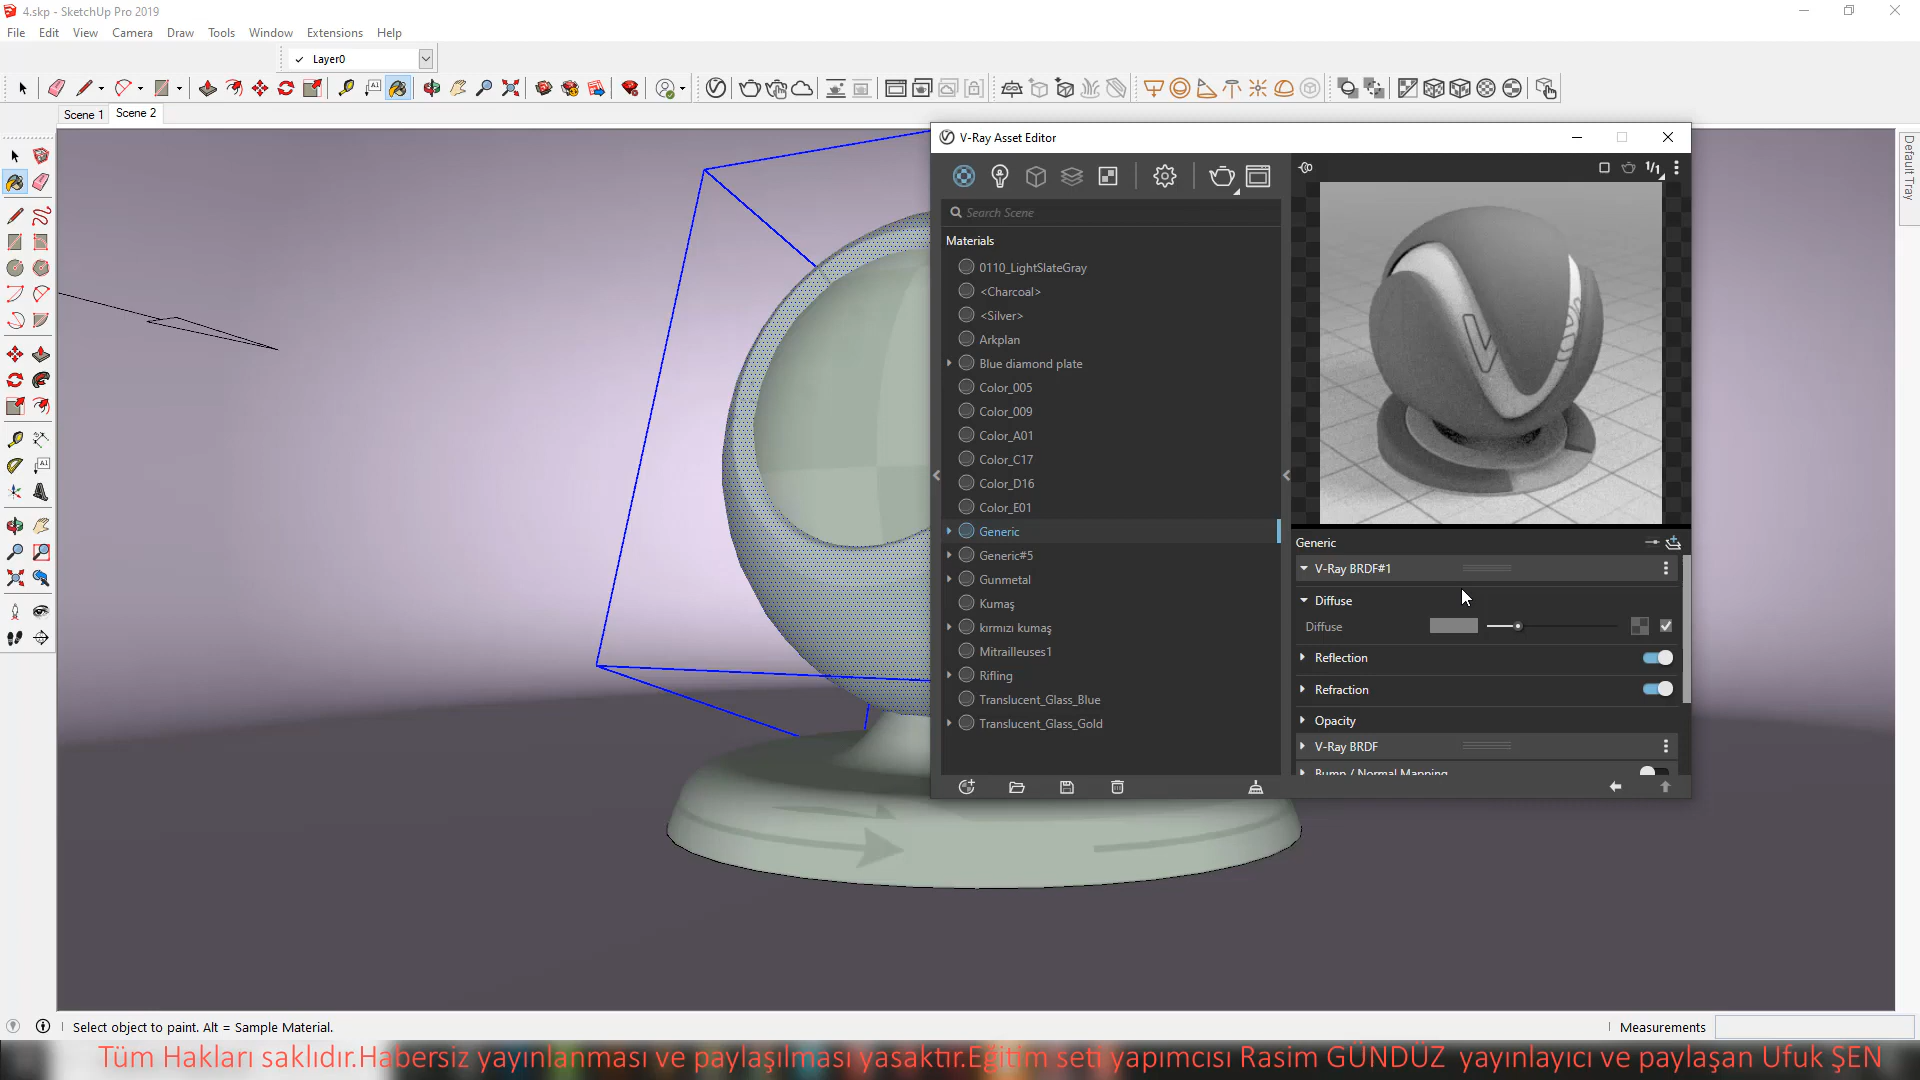 4.skp - SketchUp Pro 2019
File Edit View Camera Draw Tools Window Extensions Help
Layer0
Scene 1 Scene 2
Default Tray
V-Ray Asset Editor
Search Scene
Materials
0110_LightSlateGray
<Charcoal>
<Silver>
Arkplan
Blue diamond plate
Color_005
Color_009
Color_A01
Color_C17
Color_D16
Color_E01
Generic
Generic#5
Gunmetal
Kumaş
kırmızı kumaş
Mitrailleuses1
Rifling
Translucent_Glass_Blue
Translucent_Glass_Gold
1/1
Generic
V-Ray BRDF#1
Diffuse
Diffuse
Reflection
Refraction
Opacity
V-Ray BRDF
Bump / Normal Mapping
Select object to paint. Alt = Sample Material.
Measurements
Tüm Hakları saklıdır.Habersiz yayınlanması ve paylaşılması yasaktır.Eğitim seti yapımcısı Rasim GÜNDÜZ yayınlayıcı ve paylaşan Ufuk ŞEN